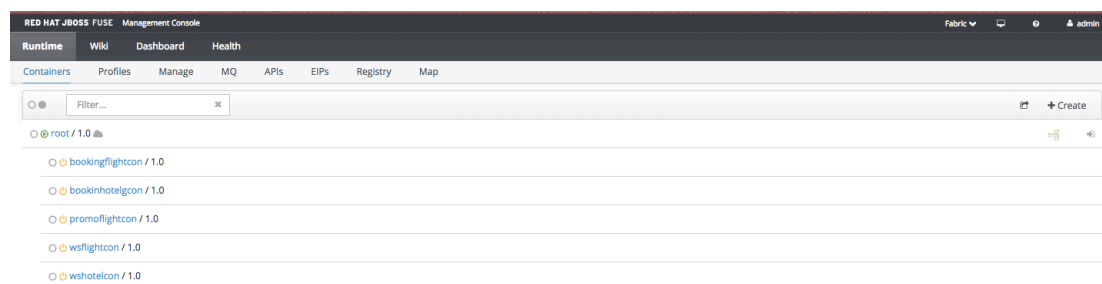 RED HAT JBOSS FUSE Management Console Fabric admin
Runtime Wiki Dashboard Health
Containers Profiles Manage MQ APIs EIPs Registry Map
Filter... Create
root / 1.0
bookingflightcon / 1.0
bookinhotelgcon / 1.0
promoflightcon / 1.0
wsflightcon / 1.0
wshotelcon / 1.0